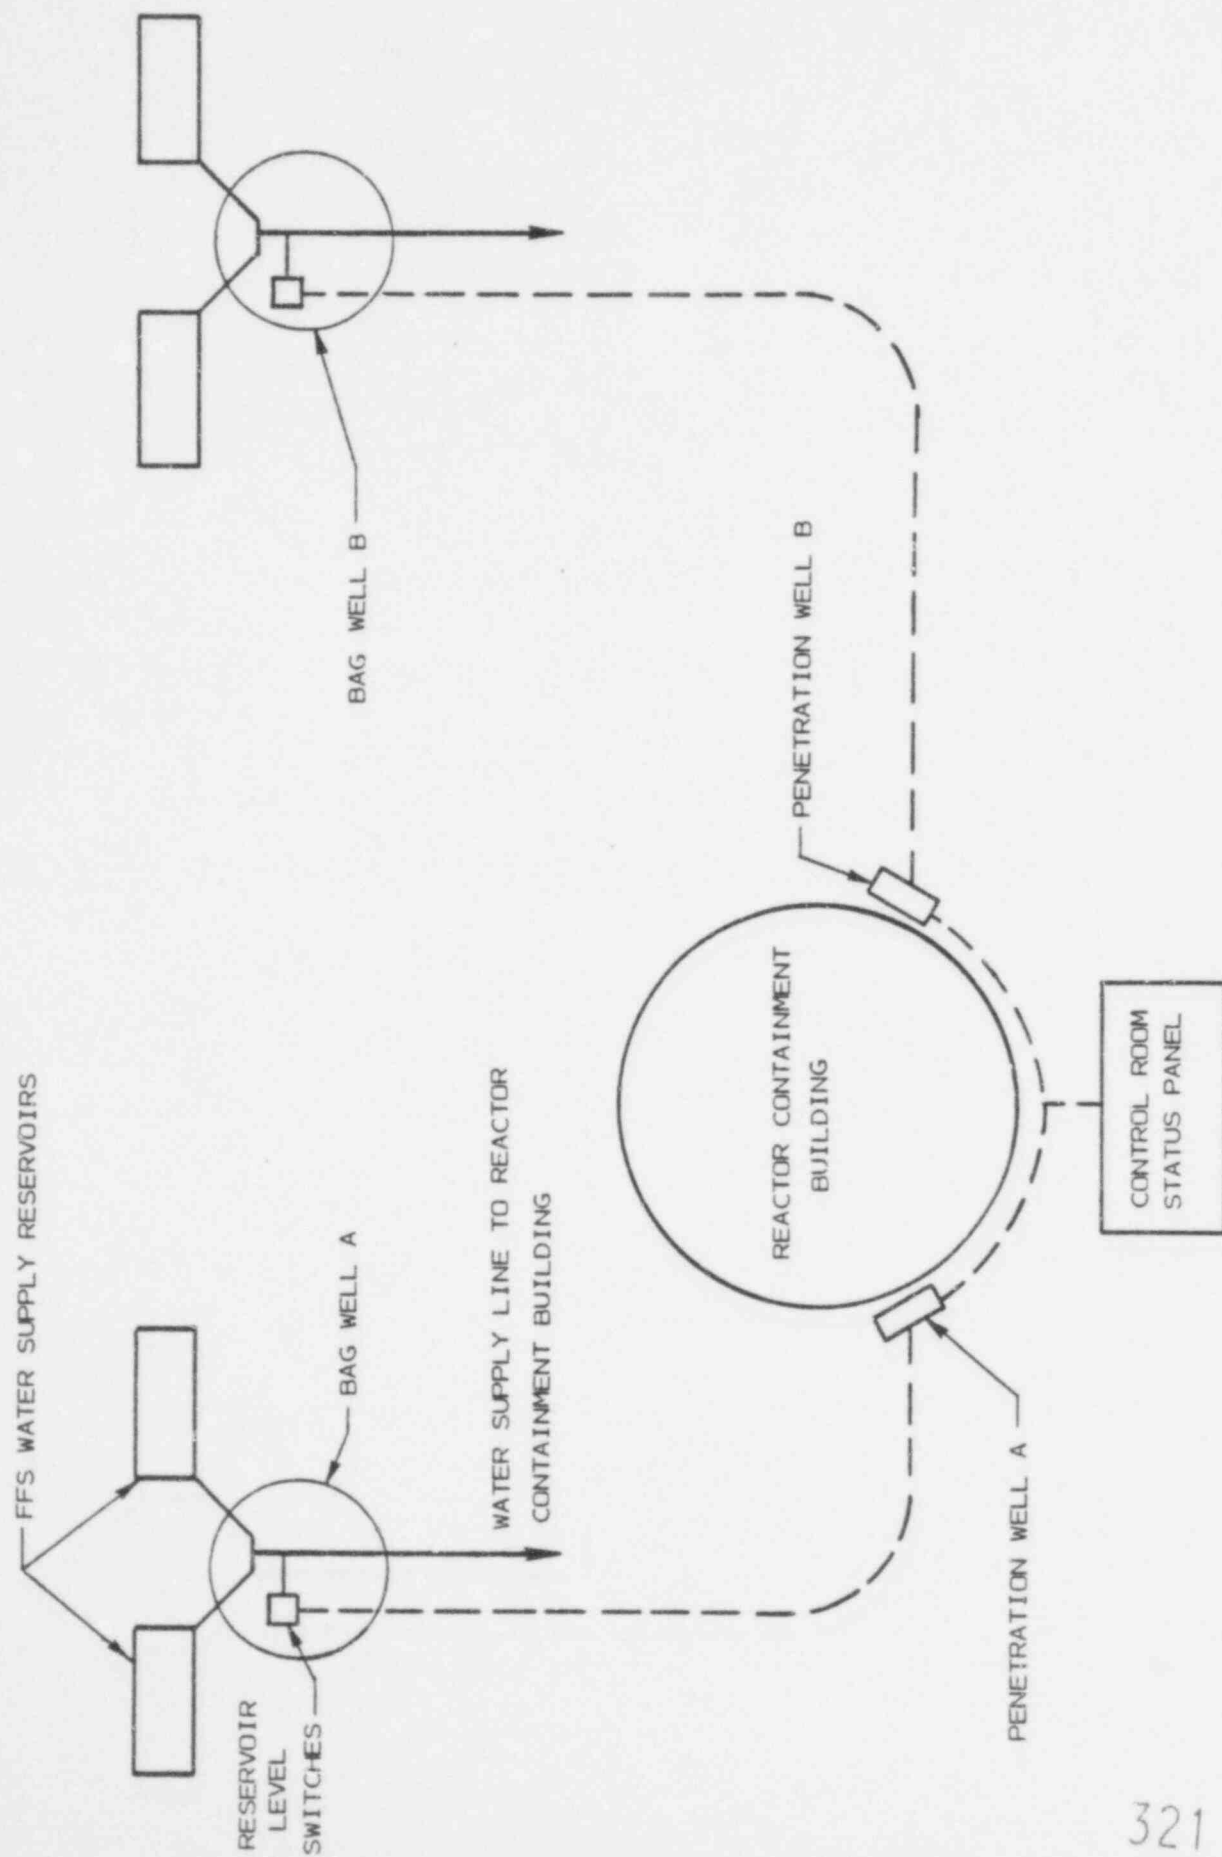 FFS WATER SUPPLY RESERVOIRS
RESERVOIR
LEVEL
SWITCHES
BAG WELL A
WATER SUPPLY LINE TO REACTOR
CONTAINMENT BUILDING
BAG WELL B
PENETRATION WELL B
REACTOR CONTAINMENT
BUILDING
PENETRATION WELL A
CONTROL ROOM
STATUS PANEL
321